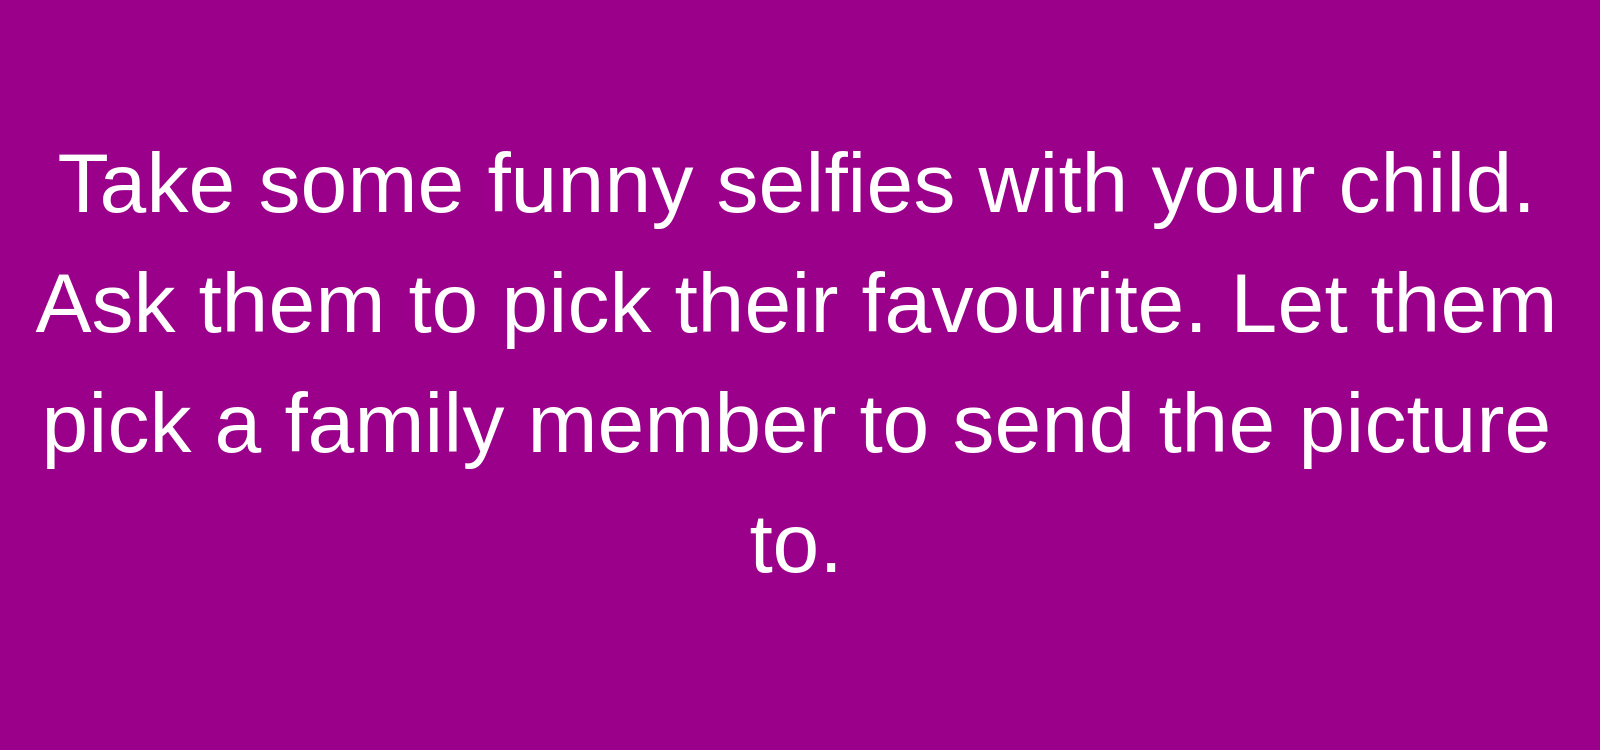 Take some funny selfies with your child.
Ask them to pick their favourite. Let them
pick a family member to send the picture
to.